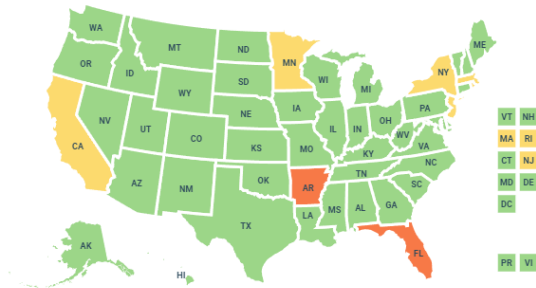 WA
ME
MT
ND
MN
OR
ID
WI
NY
SD
MI
WY
IA
PA
NE
NV
OH
IL
IN
UT
CO
WV
VA
CA
KS
MO
KY
NC
TN
AZ
NM
OK
AR
SC
MS
AL
GA
LA
TX
FL
AK
HI
VT NH
MA RI
CT NJ
MD DE
DC
PR VI